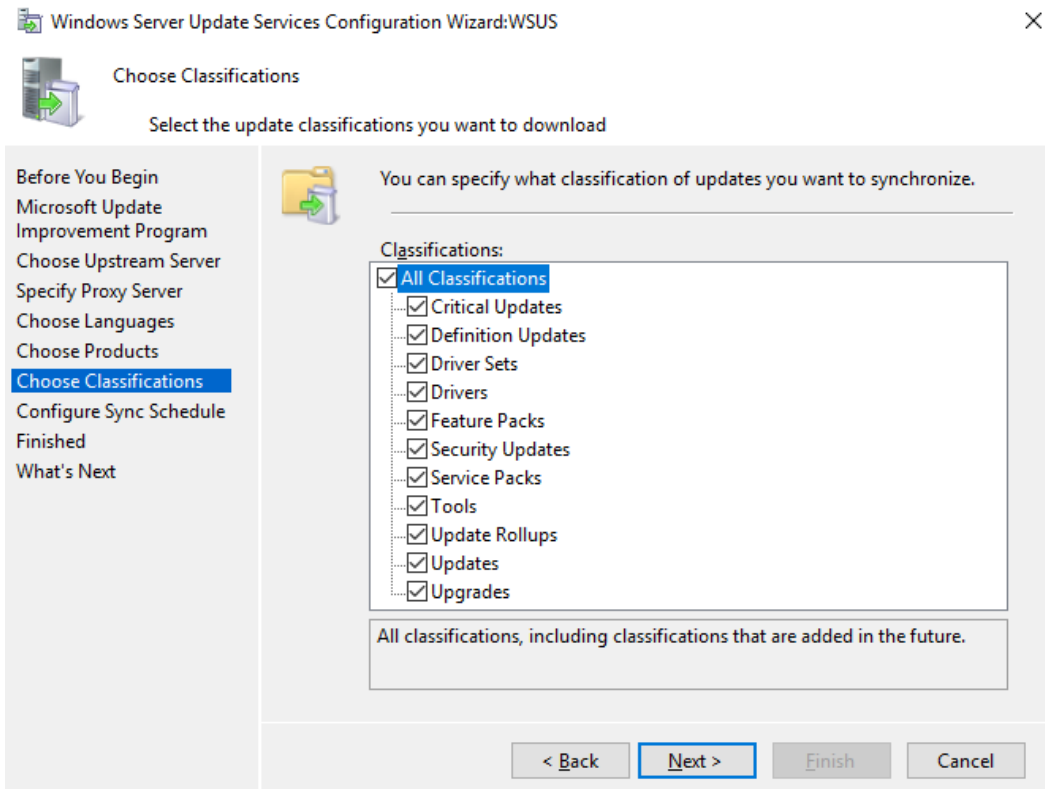 Windows Server Update Services Configuration Wizard:WSUS
Choose Classifications
Select the update classifications you want to download
Before You Begin
Microsoft Update
Improvement Program
Choose Upstream Server
Specify Proxy Server
Choose Languages
Choose Products
Choose Classifications
Configure Sync Schedule
Finished
What's Next
You can specify what classification of updates you want to synchronize.
Classifications:
All Classifications
Critical Updates
Definition Updates
Driver Sets
Drivers
Feature Packs
Security Updates
Service Packs
Tools
Update Rollups
Updates
Upgrades
All classifications, including classifications that are added in the future.
< Back Next > Finish Cancel